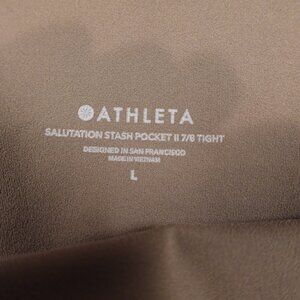 ATHLETA
SALUTATION STASH POCKET II 7/8 TIGHT
DESIGNED IN SAN FRANCISCO
MADE IN VIETNAM
L